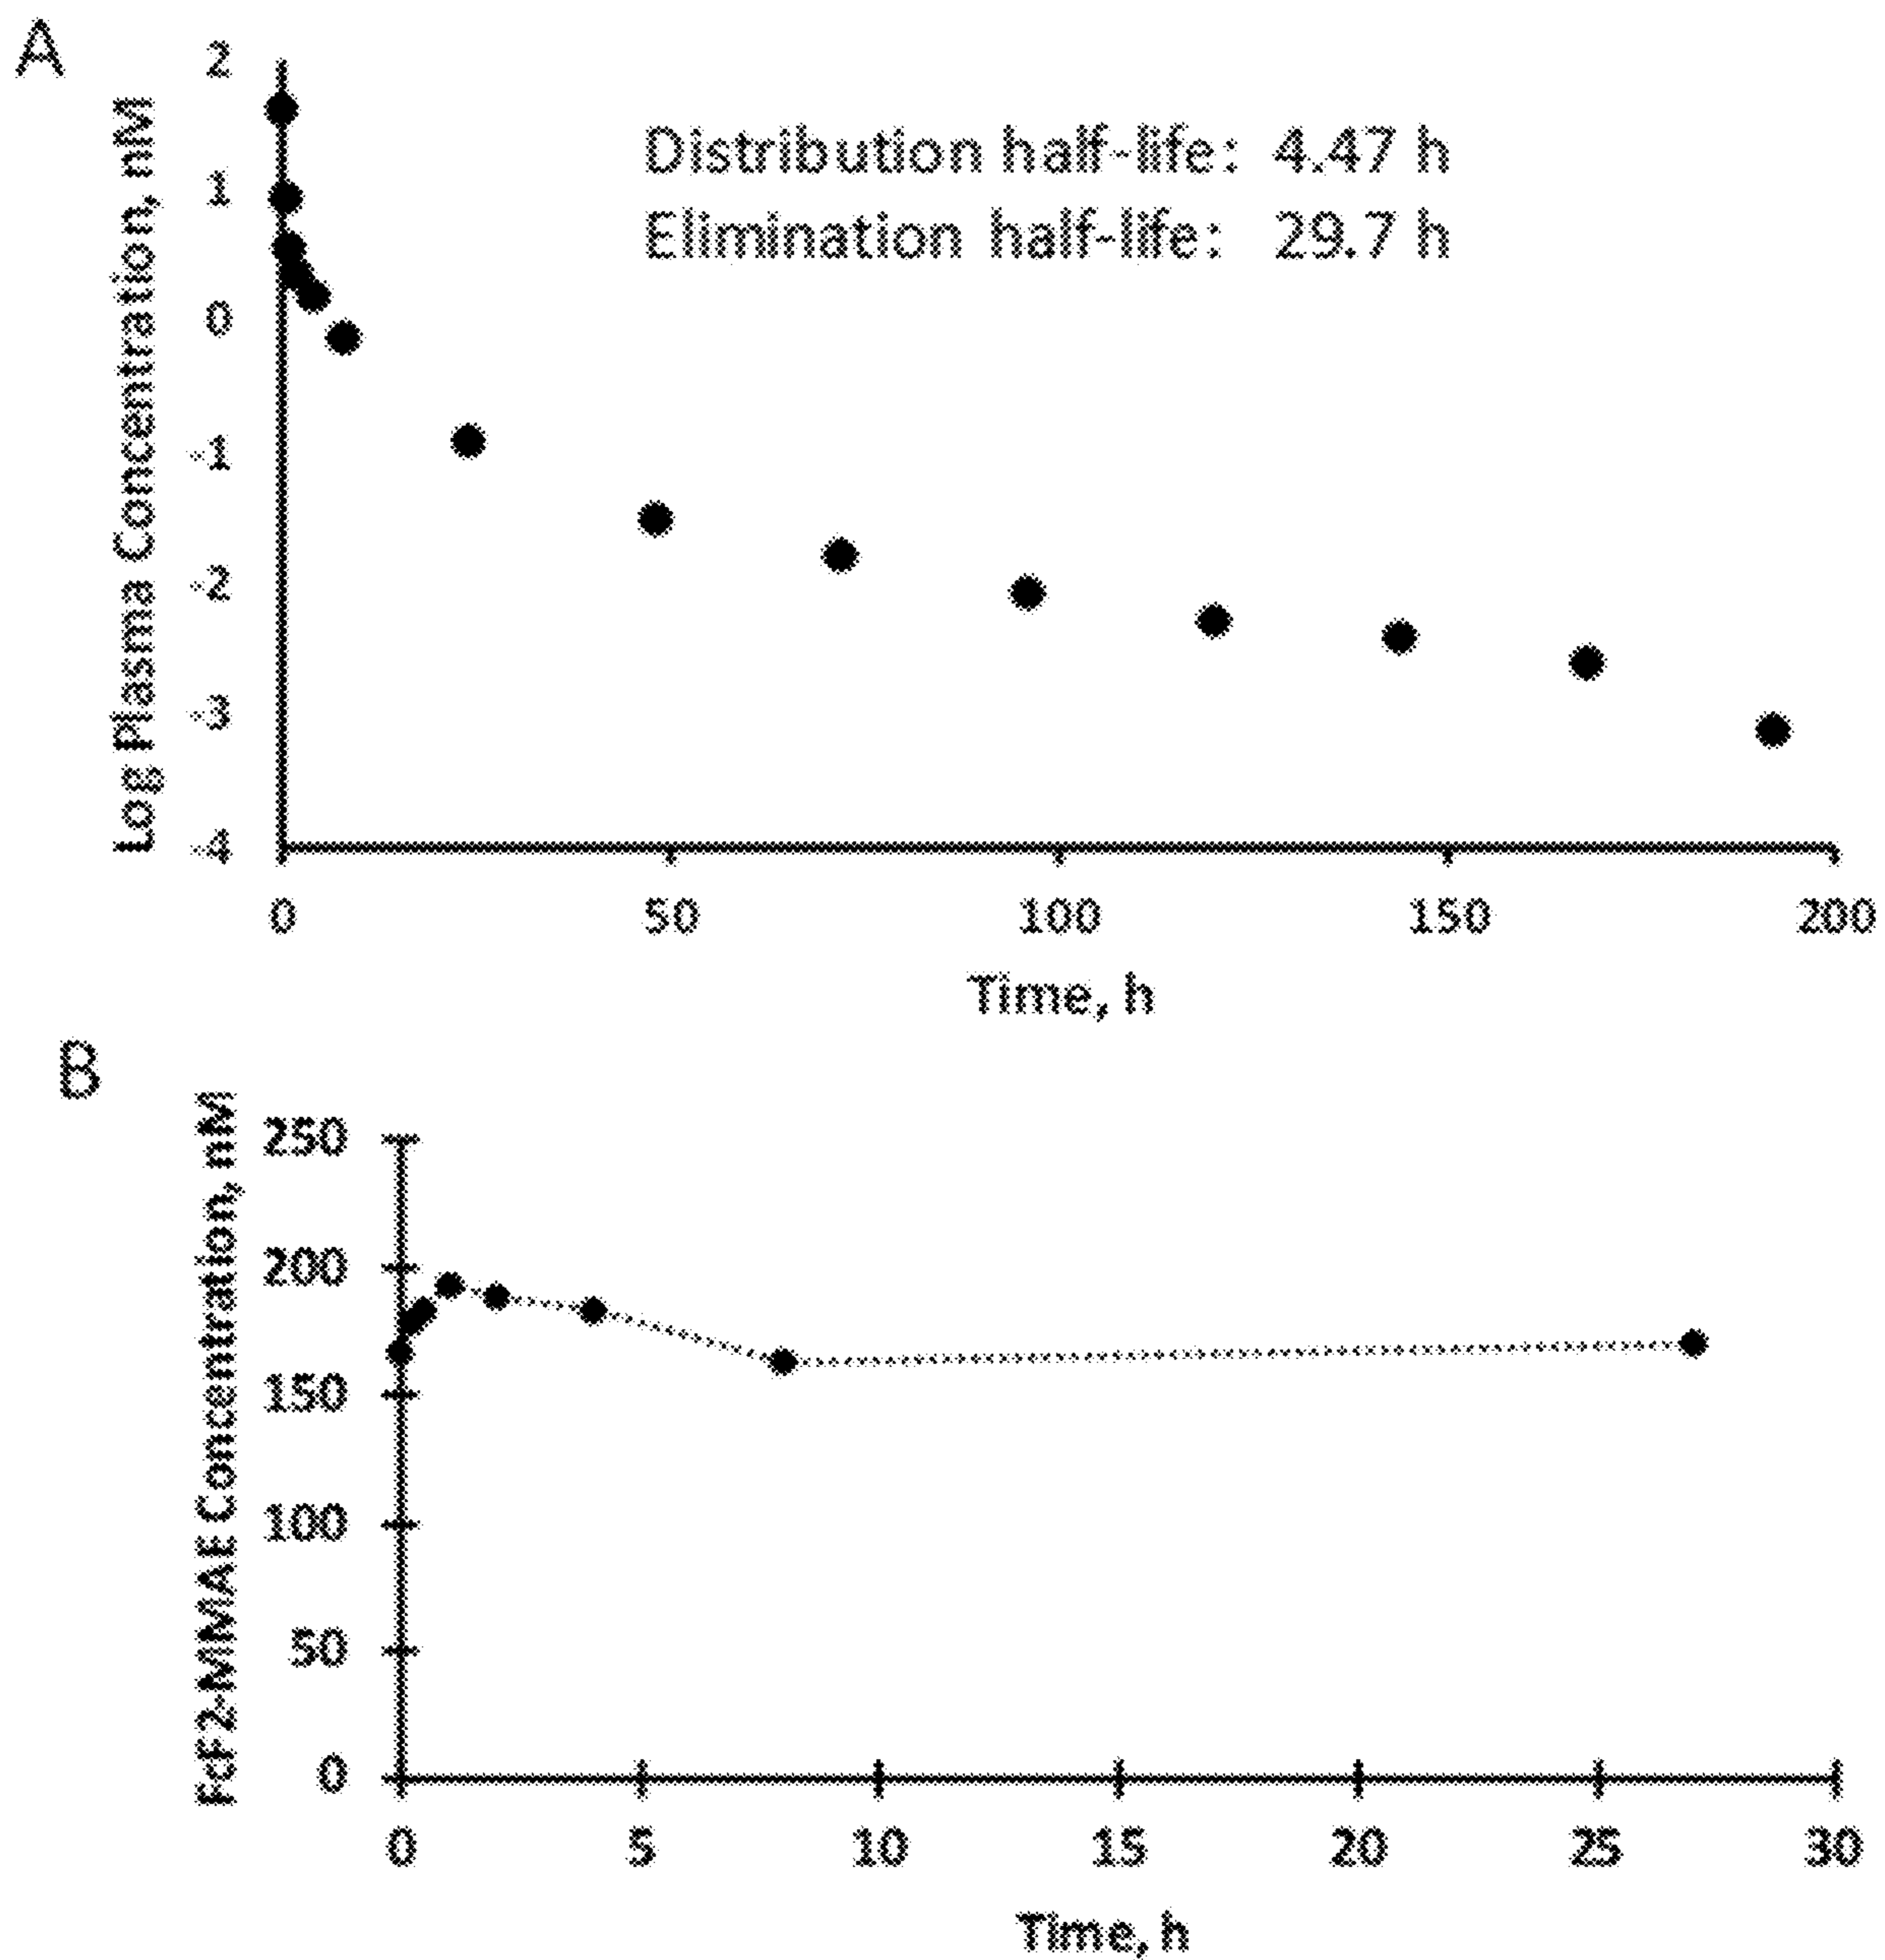 A
Log Plasma Concentration, nM
2
1
0
-1
-2
-3
-4
Distribution half-life: 4.47 h
Elimination half-life: 29.7 h
0 50 100 150 200
Time, h
B
FcF2-MMAE Concentration, nM
250
200
150
100
50
0
0 5 10 15 20 25 30
Time, h